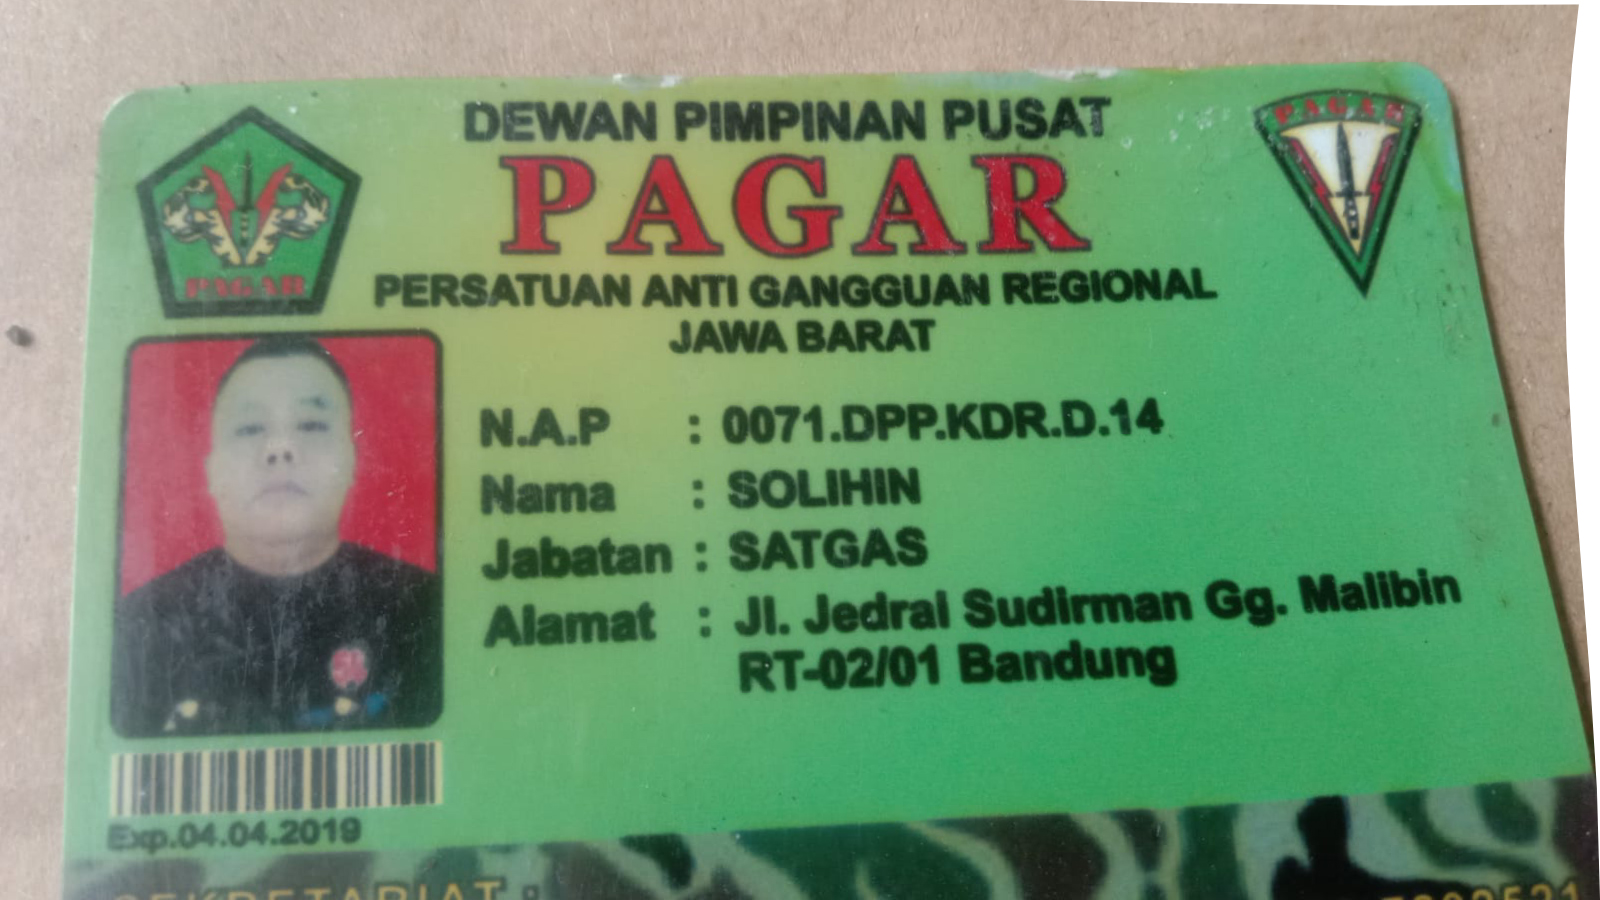 DEWAN PIMPINAN PUSAT
PAGAR
PAGAR
PAGAR
PERSATUAN ANTI GANGGUAN REGIONAL
JAWA BARAT
N.A.P : 0071.DPP.KDR.D.14
Nama : SOLIHIN
Jabatan : SATGAS
Alamat : Jl. Jedral Sudirman Gg. Malibin
RT-02/01 Bandung
Exp.04.04.2019
SEKRETARIAT :